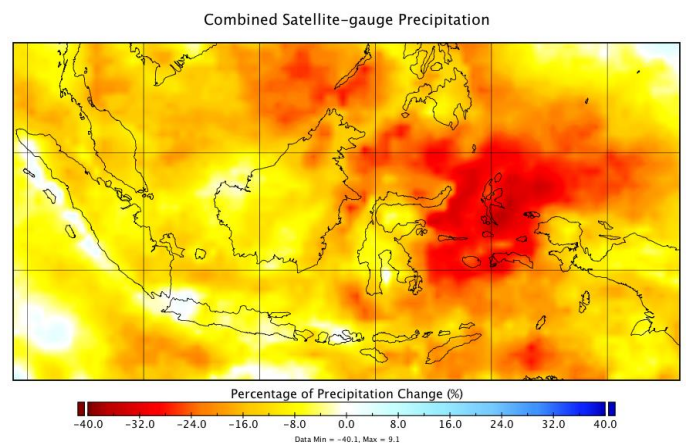 Combined Satellite-gauge Precipitation
Percentage of Precipitation Change (%)
−40.0 −32.0 −24.0 −16.0 −8.0 0.0 8.0 16.0 24.0 32.0 40.0
Data Min = −40.1, Max = 9.1